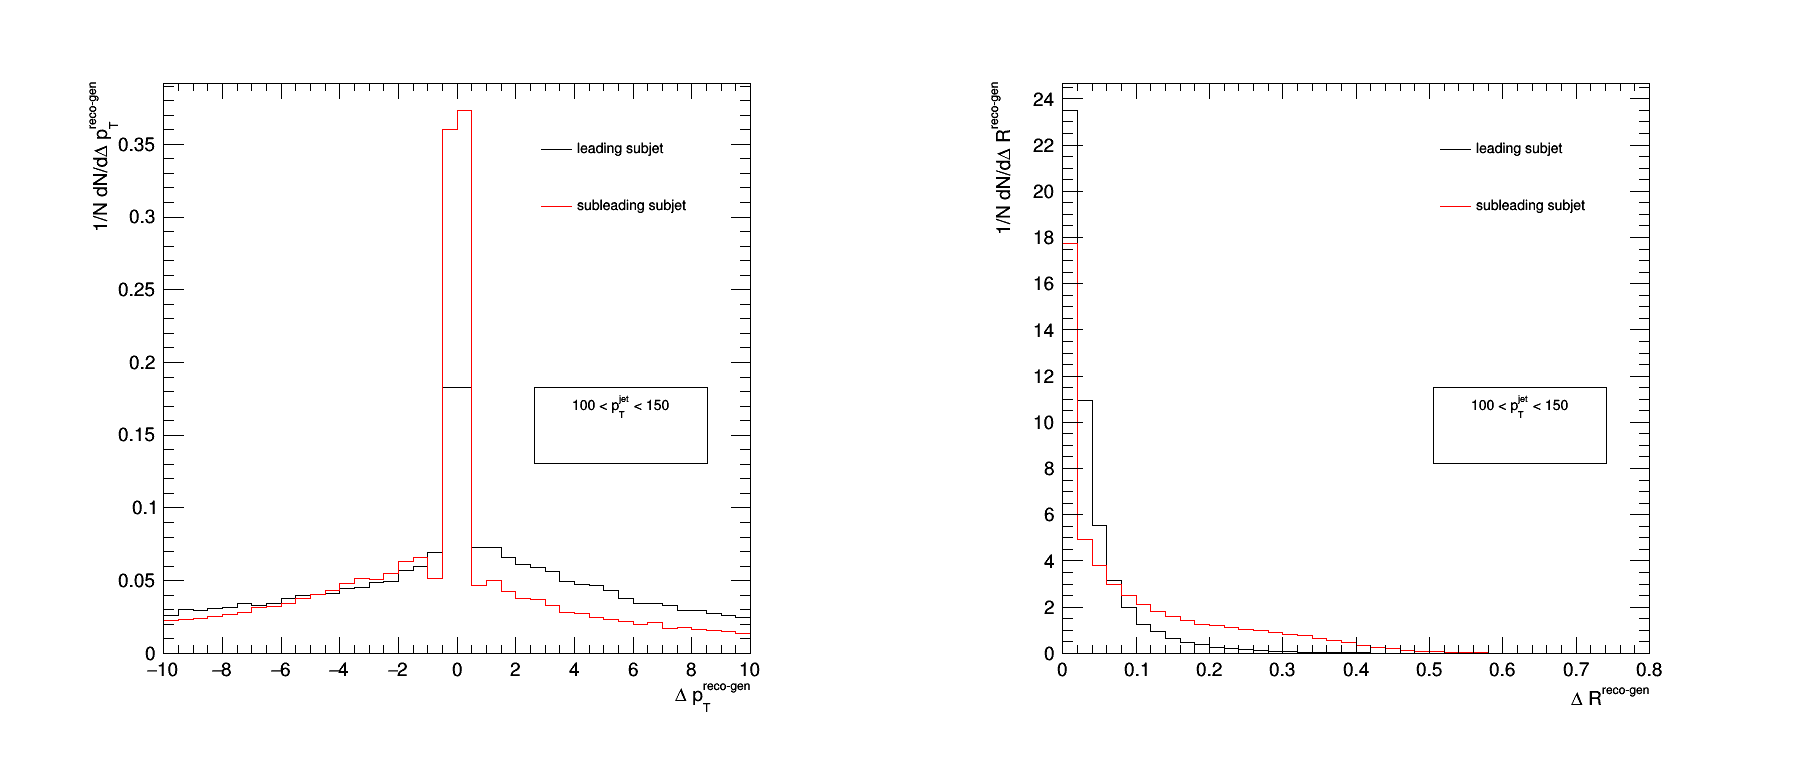 1/N dN/dΔ p_T^reco-gen
0.35
0.3
0.25
0.2
0.15
0.1
0.05
0
leading subjet
subleading subjet
100 < p_T^jet < 150
−10 −8 −6 −4 −2 0 2 4 6 8 10
Δ p_T^reco-gen
1/N dN/dΔ R^reco-gen
24
22
20
18
16
14
12
10
8
6
4
2
0
leading subjet
subleading subjet
100 < p_T^jet < 150
0 0.1 0.2 0.3 0.4 0.5 0.6 0.7 0.8
Δ R^reco-gen